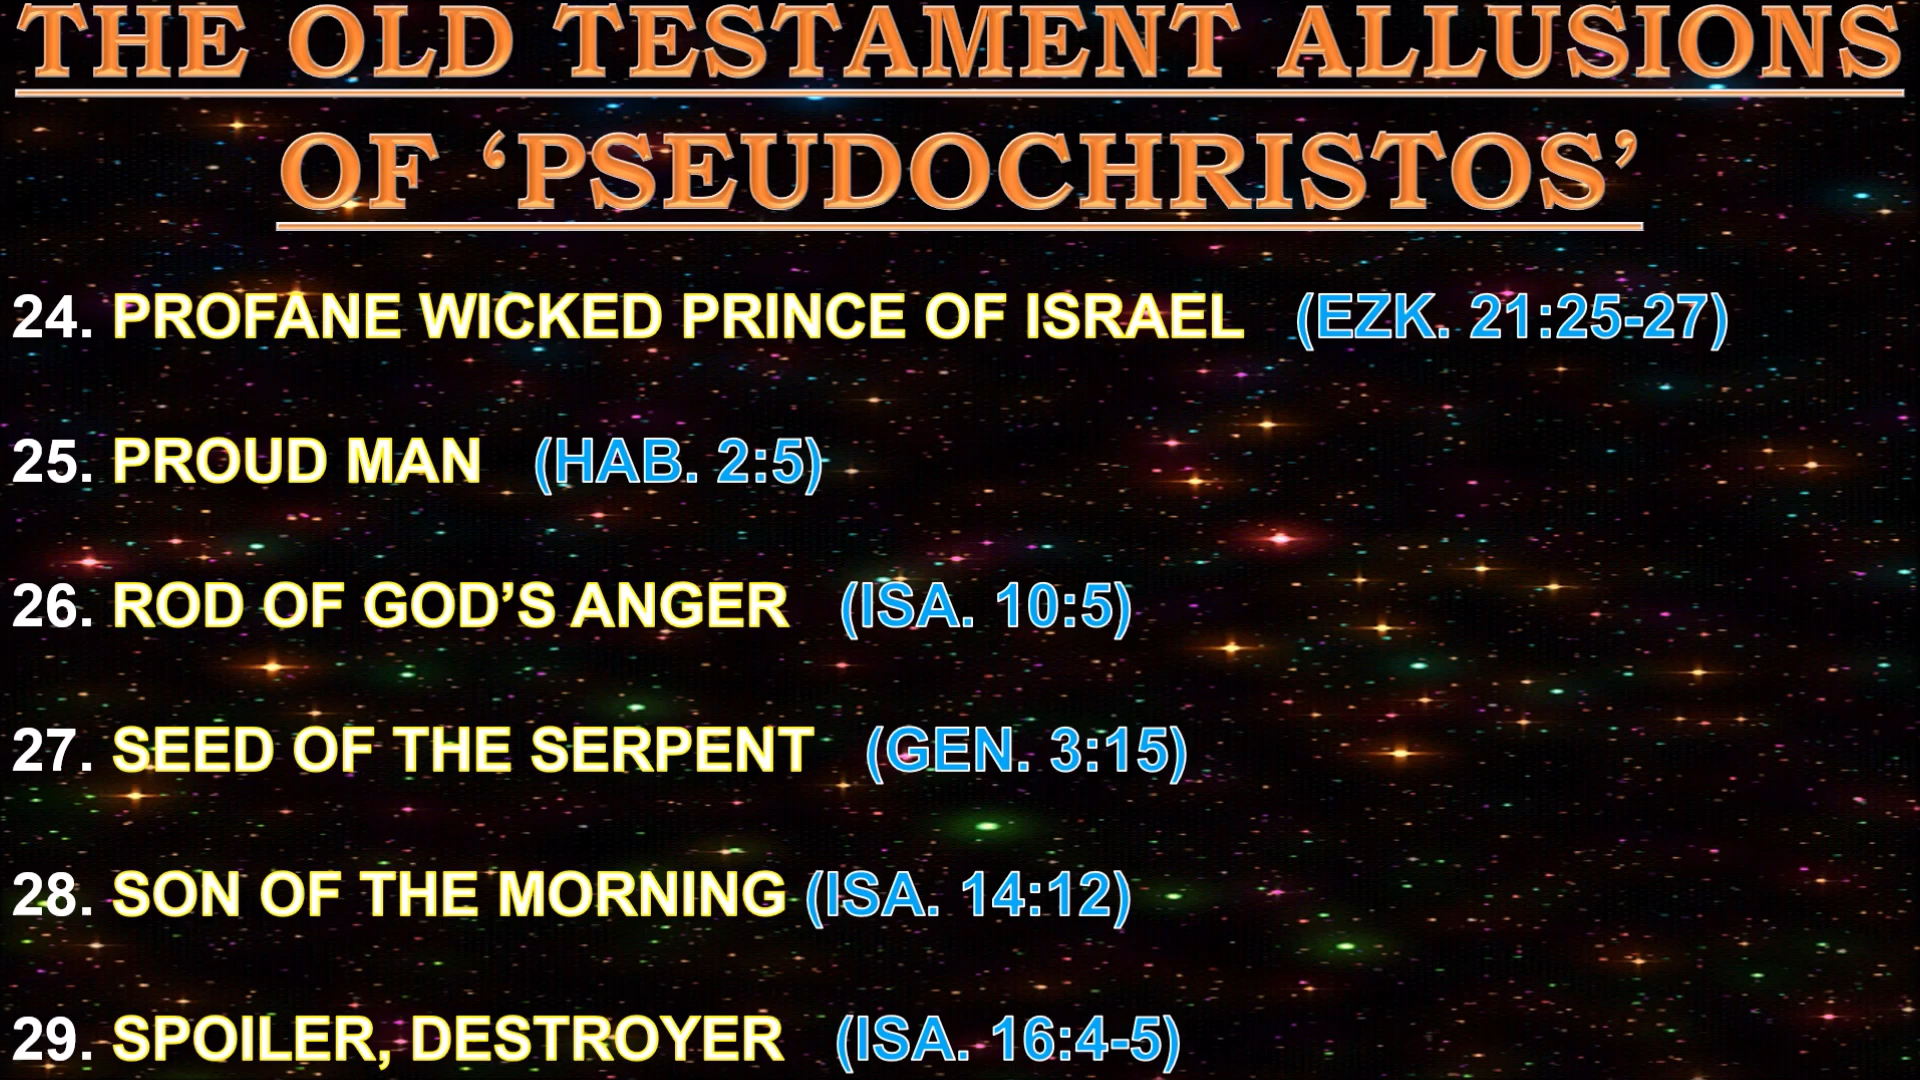 THE OLD TESTAMENT ALLUSIONS
OF ‘PSEUDOCHRISTOS’
24. PROFANE WICKED PRINCE OF ISRAEL (EZK. 21:25-27)
25. PROUD MAN (HAB. 2:5)
26. ROD OF GOD’S ANGER (ISA. 10:5)
27. SEED OF THE SERPENT (GEN. 3:15)
28. SON OF THE MORNING (ISA. 14:12)
29. SPOILER, DESTROYER (ISA. 16:4-5)